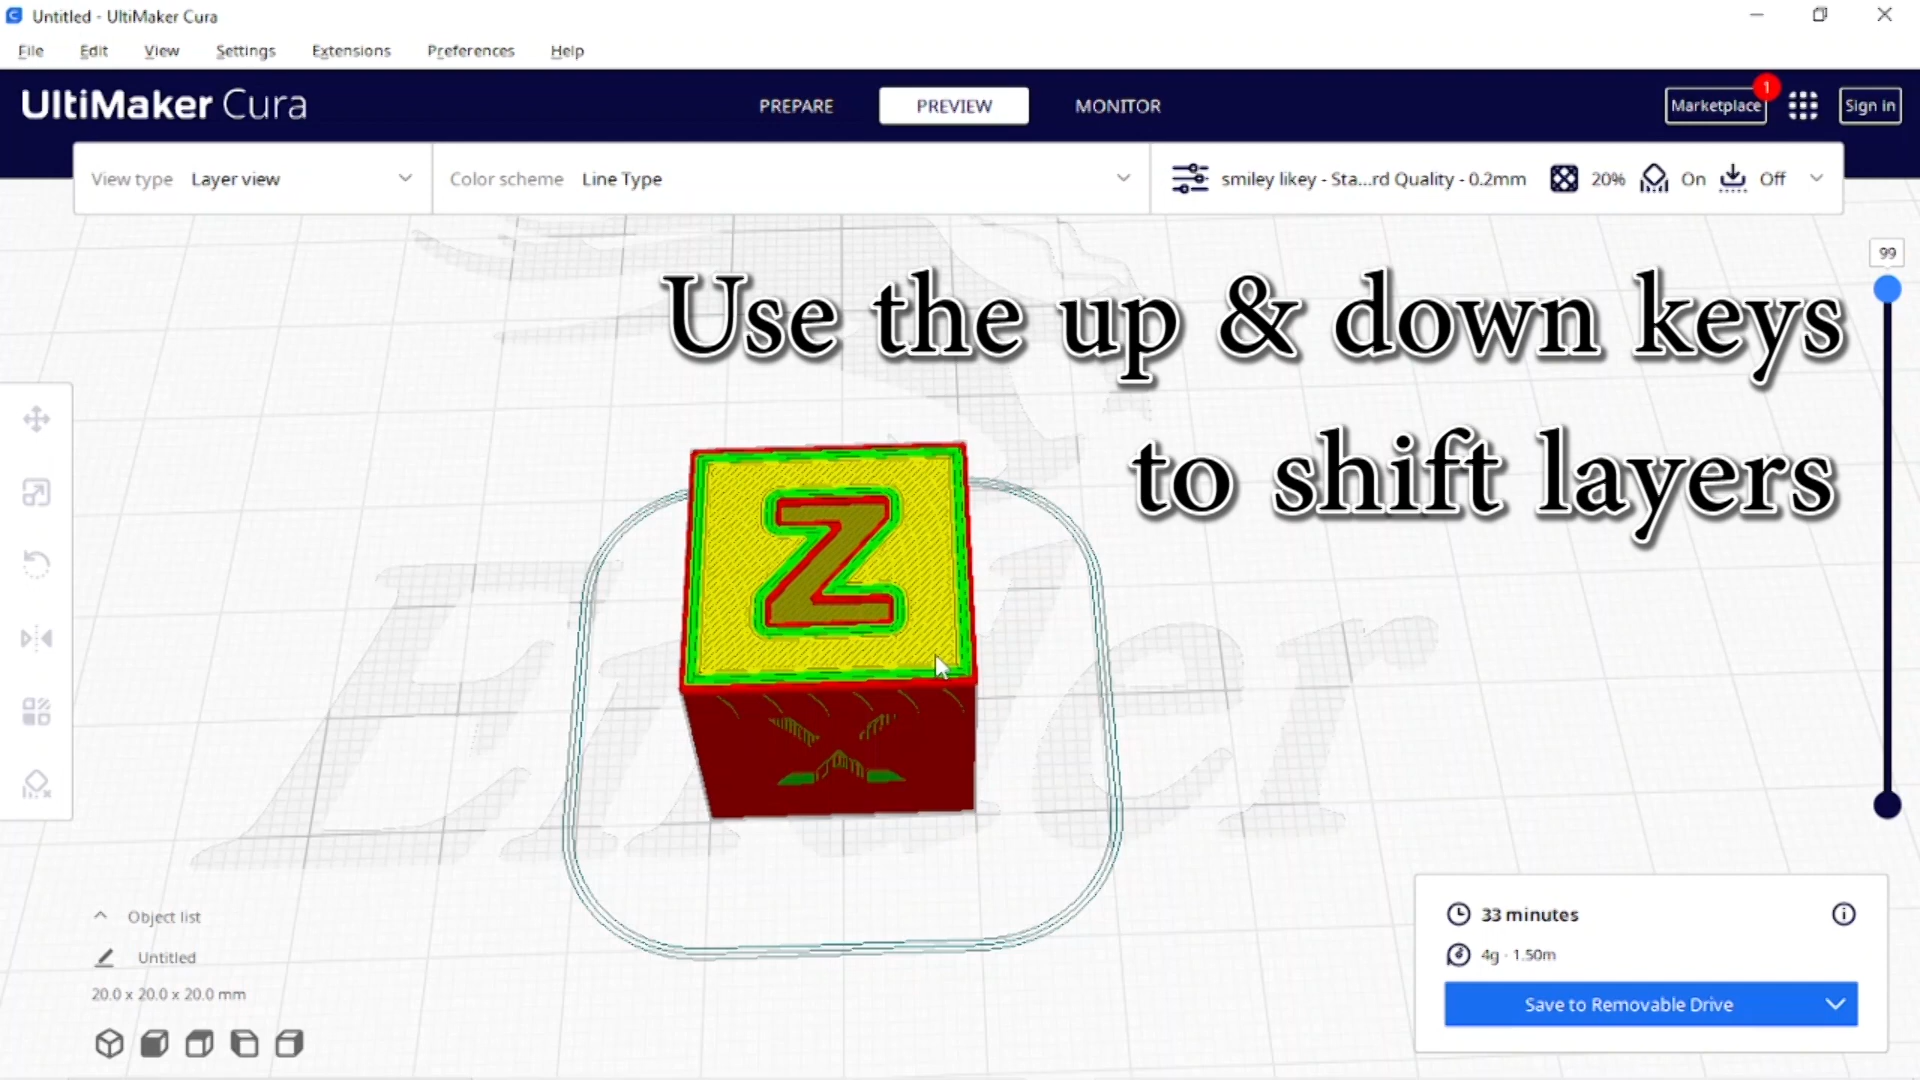 Untitled - UltiMaker Cura
File Edit View Settings Extensions Preferences Help
UltiMaker Cura
PREPARE PREVIEW MONITOR
Marketplace 1 Sign in
View type Layer view Color scheme Line Type smiley likey - Sta...rd Quality - 0.2mm 20% On Off
99
Use the up & down keys
to shift layers
Z
X
Ender
Object list
Untitled
20.0 x 20.0 x 20.0 mm
33 minutes
4g · 1.50m
Save to Removable Drive